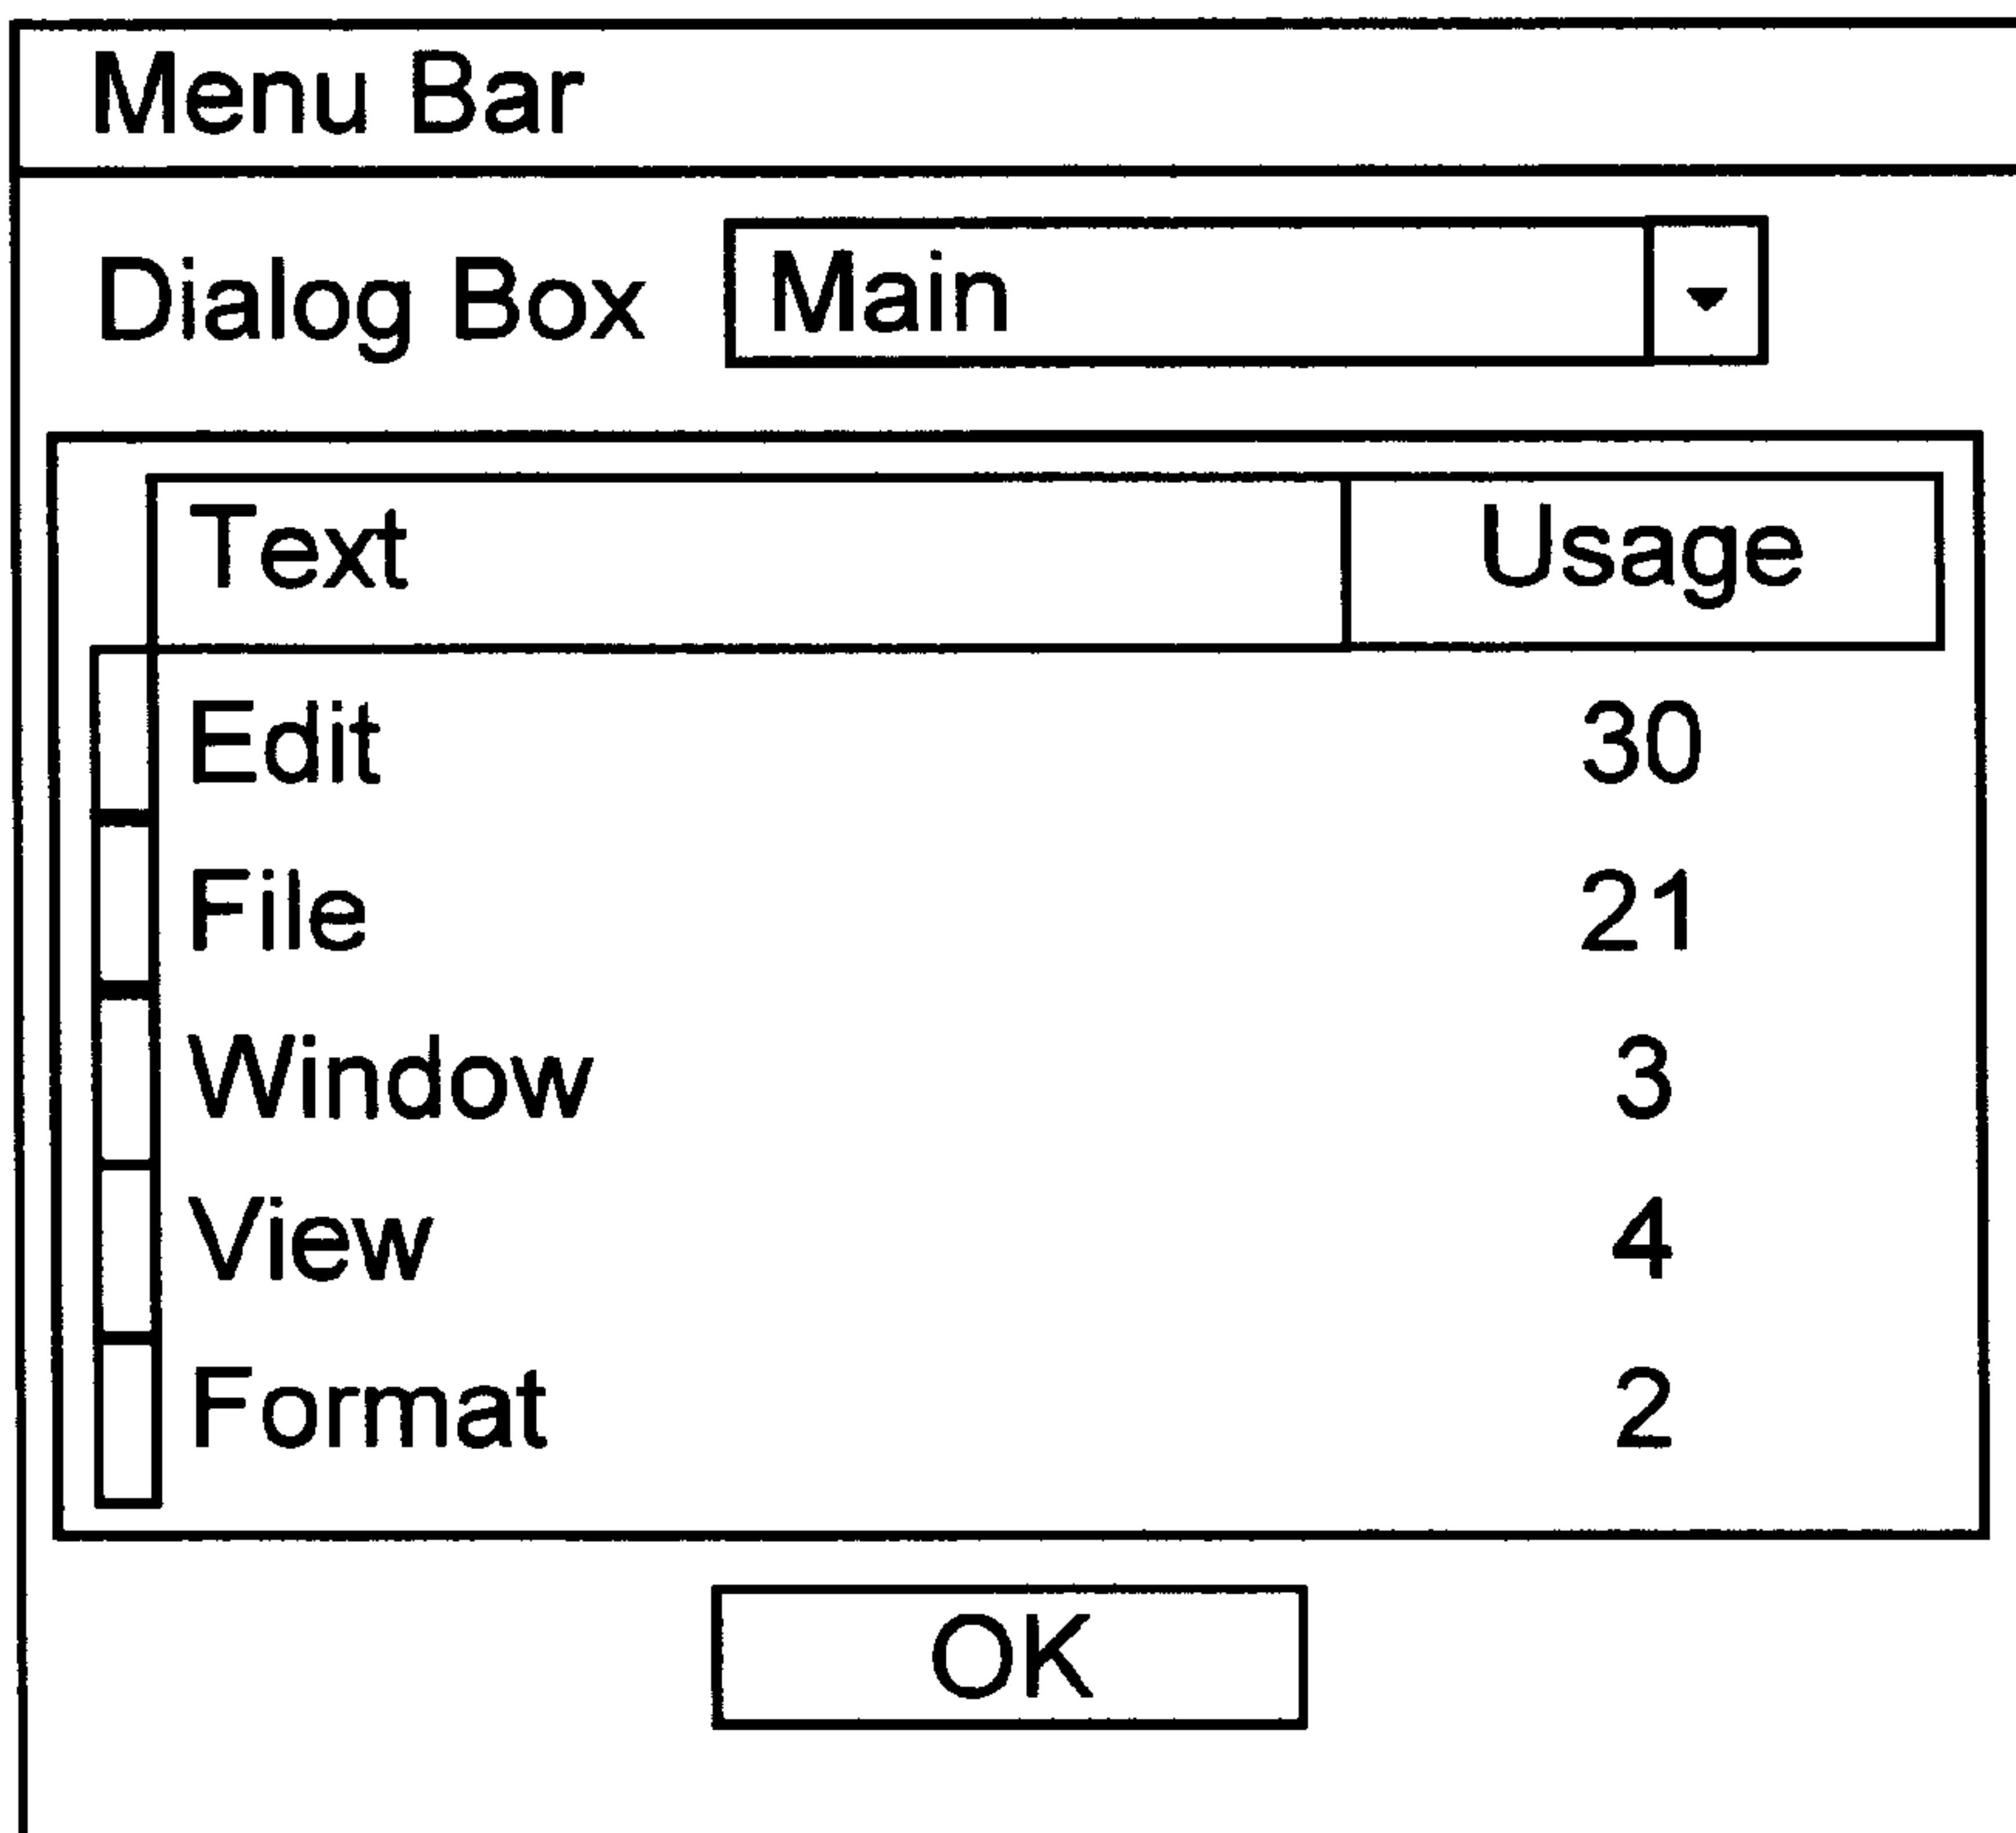 Menu Bar
Dialog Box Main
Text Usage
Edit 30
File 21
Window 3
View 4
Format 2
OK